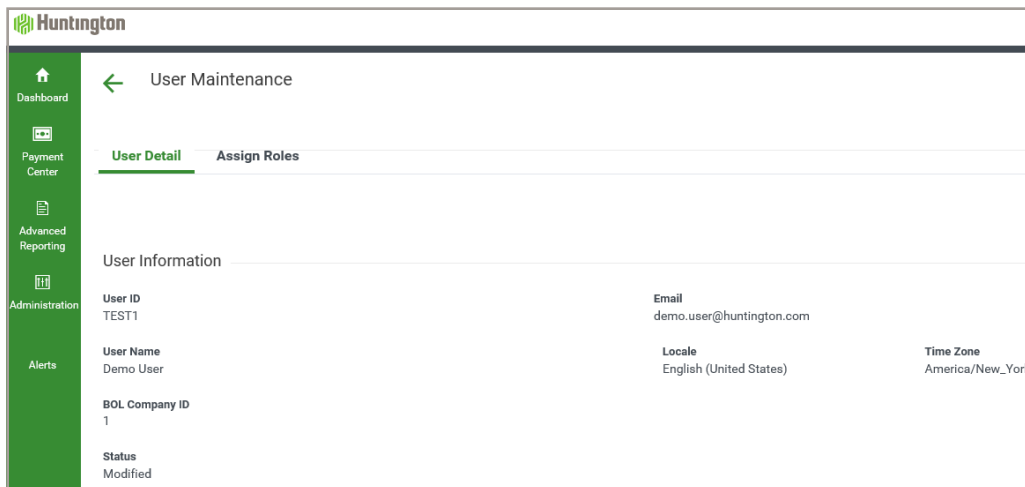 Huntington
Dashboard
Payment
Center
Advanced
Reporting
Administration
Alerts
User Maintenance
User Detail Assign Roles
User Information
User ID
TEST1
Email
demo.user@huntington.com
User Name
Demo User
Locale
English (United States)
Time Zone
America/New_Yor
BOL Company ID
1
Status
Modified